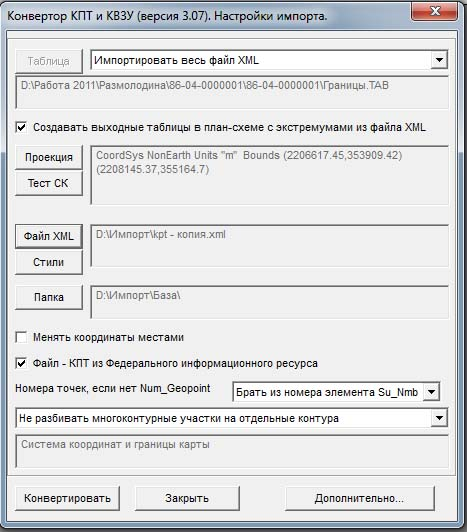 Конвертор КПТ и КВЗУ (версия 3.07). Настройки импорта.
Таблица
Импортировать весь файл XML
D:\Работа 2011\Размолодина\86-04-0000001\86-04-0000001\Границы.TAB
Создавать выходные таблицы в план-схеме с экстремумами из файла XML
Проекция
CoordSys NonEarth Units "m" Bounds (2206617.45,353909.42)
(2208145.37,355164.7)
Тест СК
Файл XML
D:\Импорт\kpt - копия.xml
Стили
Папка
D:\Импорт\База\
Менять координаты местами
Файл - КПТ из Федерального информационного ресурса
Номера точек, если нет Num_Geopoint
Брать из номера элемента Su_Nmb
Не разбивать многоконтурные участки на отдельные контура
Система координат и границы карты
Конвертировать
Закрыть
Дополнительно...